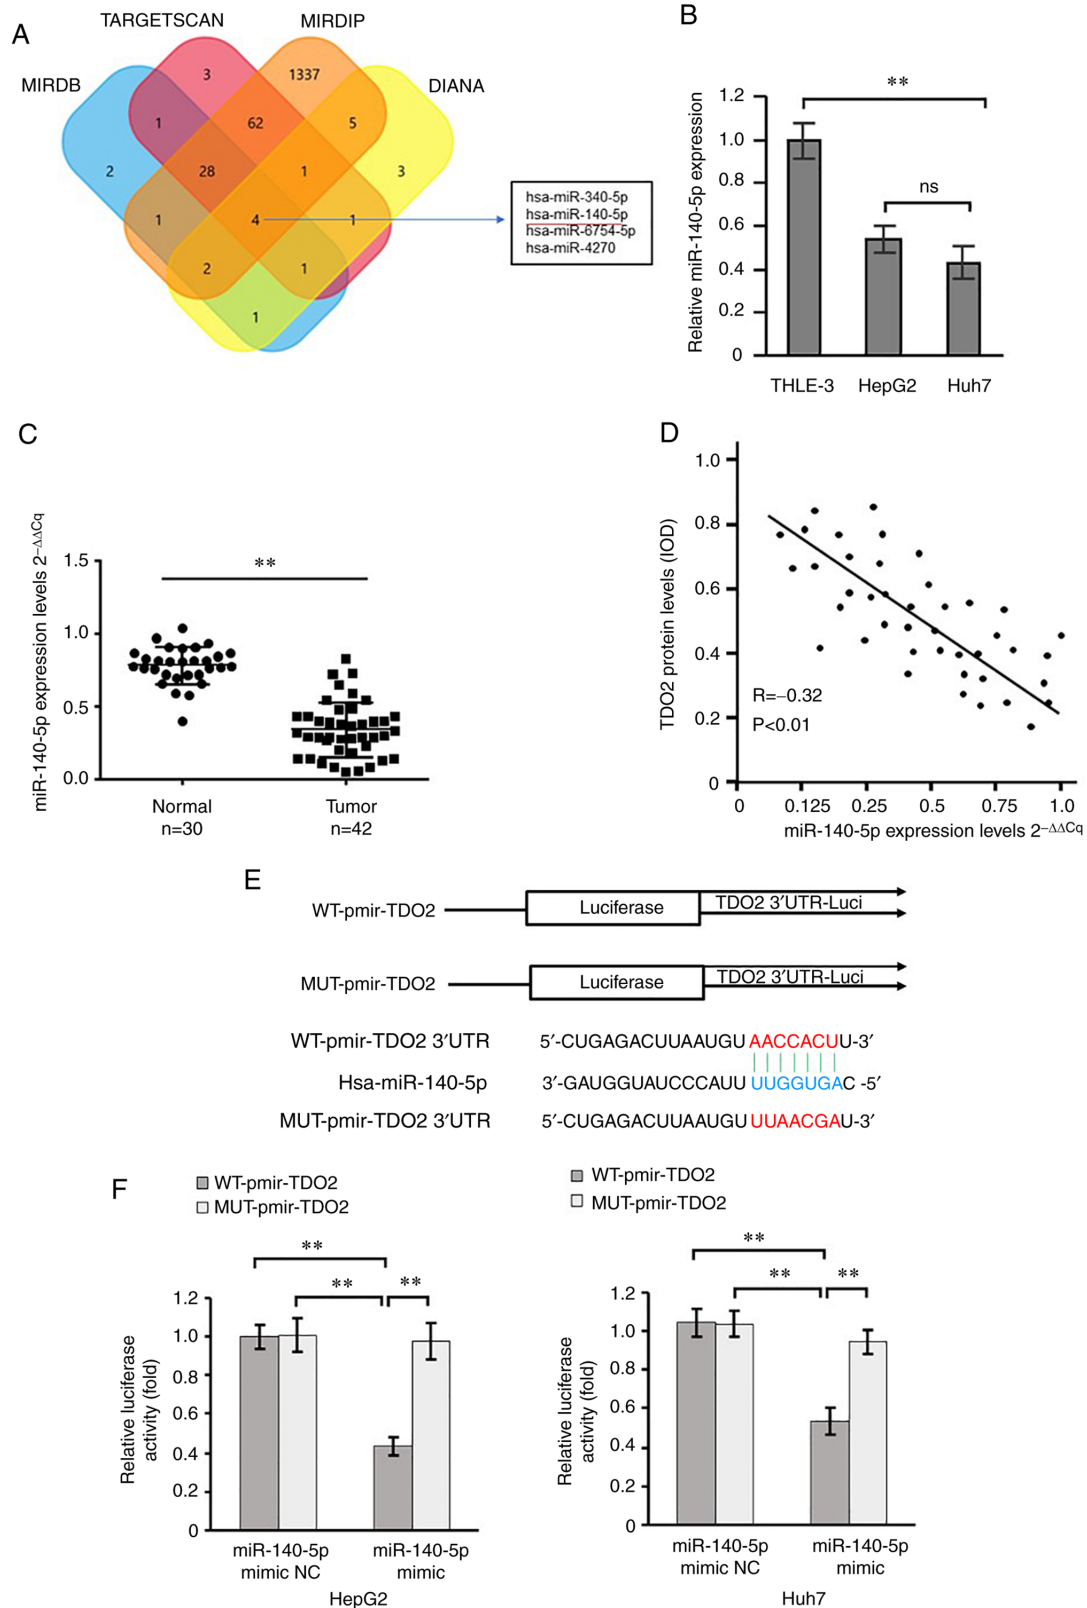 A
TARGETSCAN
MIRDIP
MIRDB
DIANA
3
1337
1
62
5
2
28
1
3
1
4
1
2
1
1
hsa-miR-340-5p
hsa-miR-140-5p
hsa-miR-6754-5p
hsa-miR-4270
B
Relative miR-140-5p expression
1.2
1.0
0.8
0.6
0.4
0.2
0
**
ns
THLE-3 HepG2 Huh7
C
miR-140-5p expression levels 2−ΔΔCq
1.5
1.0
0.5
0.0
**
Normal Tumor
n=30 n=42
D
TDO2 protein levels (IOD)
1.0
0.8
0.6
0.4
0.2
0
R=−0.32
P<0.01
0 0.125 0.25 0.5 0.75 1.0
miR-140-5p expression levels 2−ΔΔCq
E
WT-pmir-TDO2 Luciferase TDO2 3′UTR-Luci
MUT-pmir-TDO2 Luciferase TDO2 3′UTR-Luci
WT-pmir-TDO2 3′UTR 5′-CUGAGACUUAAUGU AACCACUU-3′
Hsa-miR-140-5p 3′-GAUGGUAUCCCAUU UUGGUGAC -5′
MUT-pmir-TDO2 3′UTR 5′-CUGAGACUUAAUGU UUAACGAU-3′
F
WT-pmir-TDO2
MUT-pmir-TDO2
**
** **
Relative luciferase
activity (fold)
1.2
1.0
0.8
0.6
0.4
0.2
0
miR-140-5p miR-140-5p
mimic NC mimic
HepG2
WT-pmir-TDO2
MUT-pmir-TDO2
**
** **
Relative luciferase
activity (fold)
1.2
1.0
0.8
0.6
0.4
0.2
0
miR-140-5p miR-140-5p
mimic NC mimic
Huh7